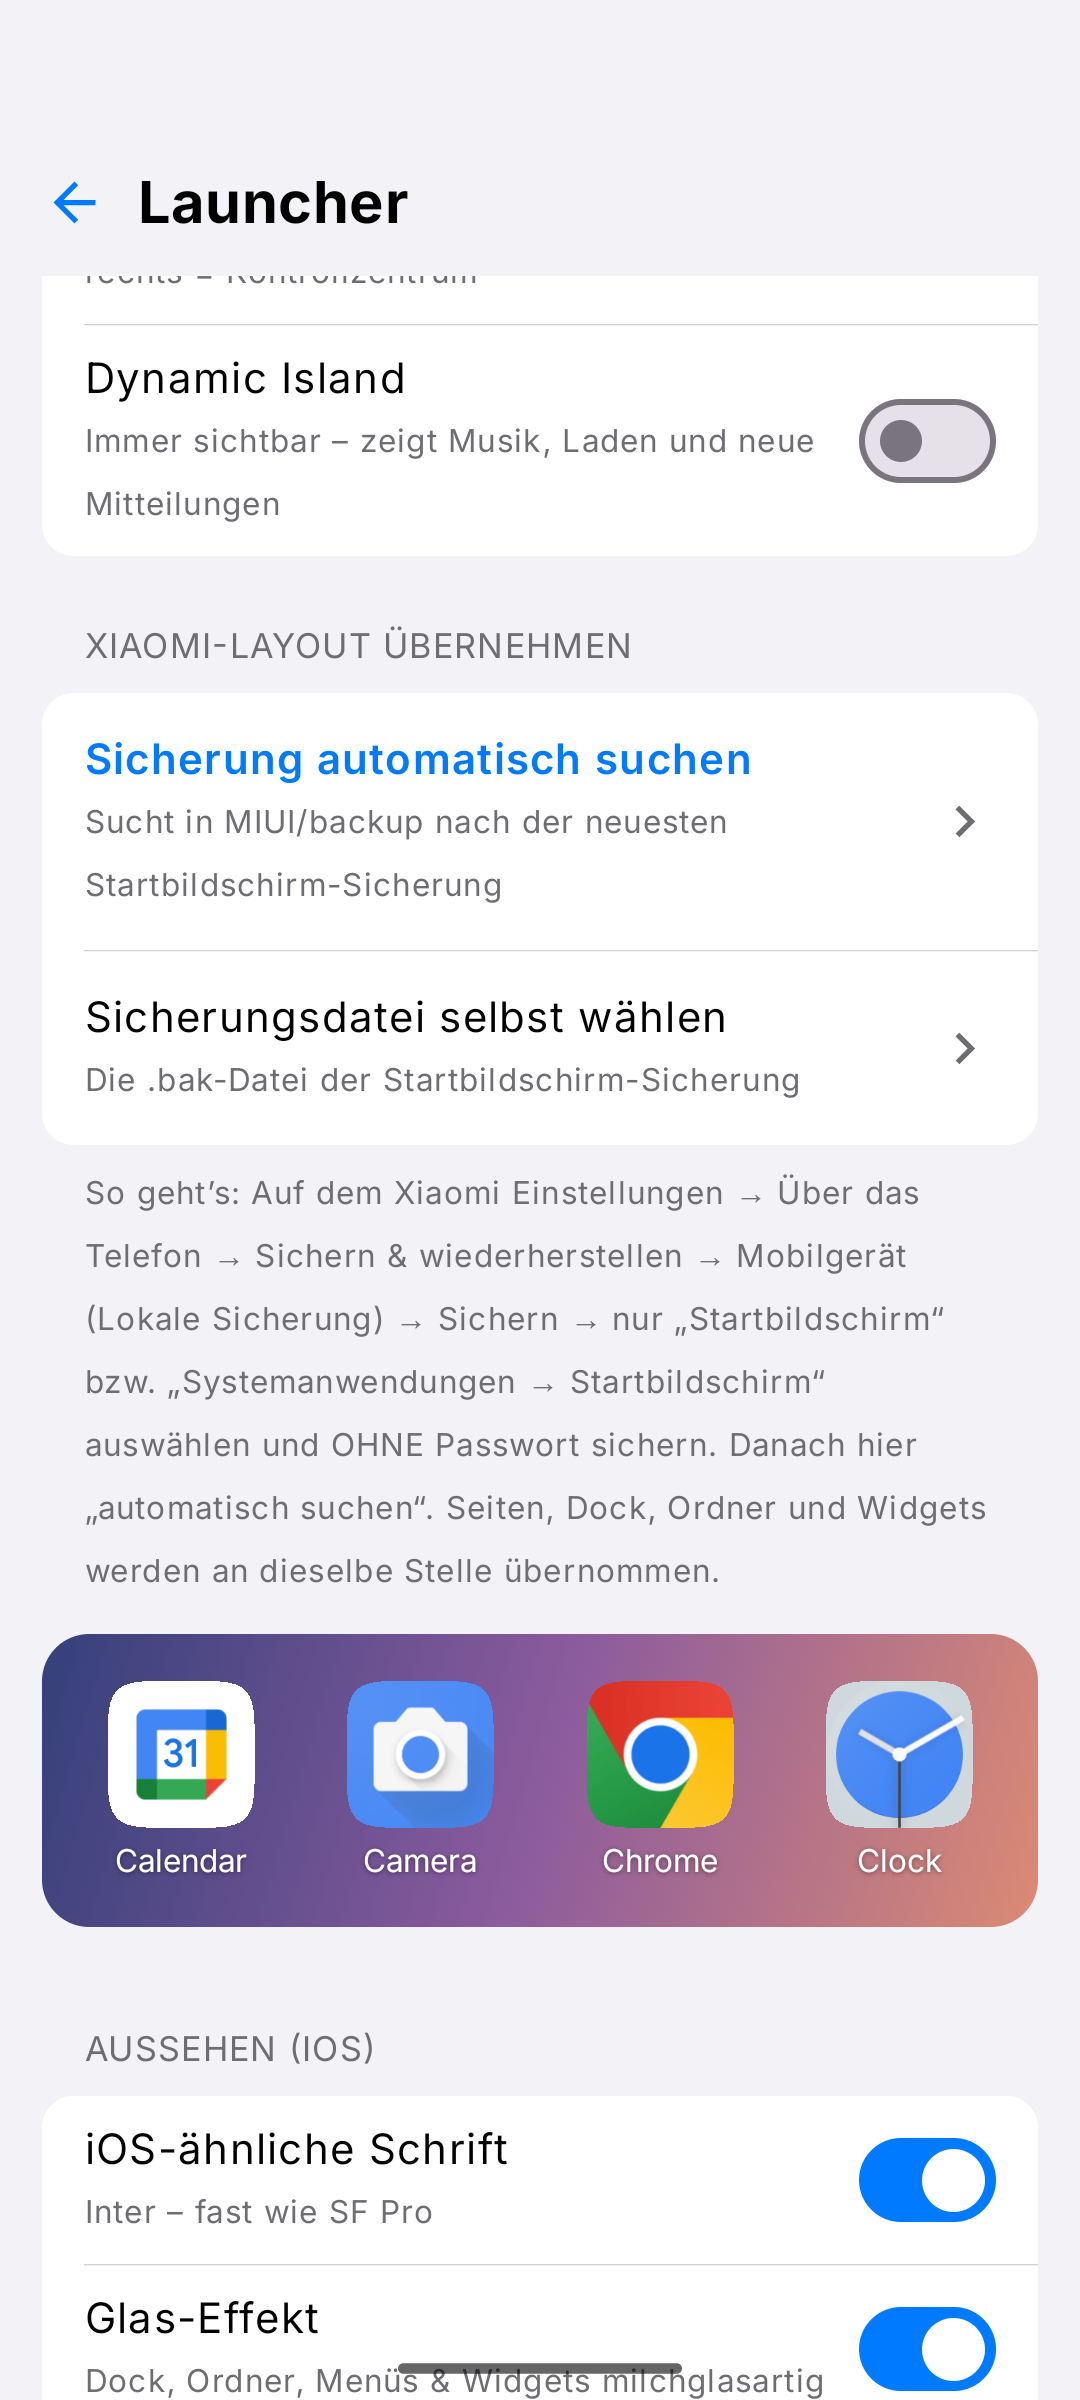 Launcher
rechts = Kontrollzentrum
Dynamic Island
Immer sichtbar – zeigt Musik, Laden und neue
Mitteilungen
XIAOMI-LAYOUT ÜBERNEHMEN
Sicherung automatisch suchen
Sucht in MIUI/backup nach der neuesten
Startbildschirm-Sicherung
Sicherungsdatei selbst wählen
Die .bak-Datei der Startbildschirm-Sicherung
So geht’s: Auf dem Xiaomi Einstellungen → Über das
Telefon → Sichern & wiederherstellen → Mobilgerät
(Lokale Sicherung) → Sichern → nur „Startbildschirm“
bzw. „Systemanwendungen → Startbildschirm“
auswählen und OHNE Passwort sichern. Danach hier
„automatisch suchen“. Seiten, Dock, Ordner und Widgets
werden an dieselbe Stelle übernommen.
31
Calendar Camera Chrome Clock
AUSSEHEN (IOS)
iOS-ähnliche Schrift
Inter – fast wie SF Pro
Glas-Effekt
Dock, Ordner, Menüs & Widgets milchglasartig